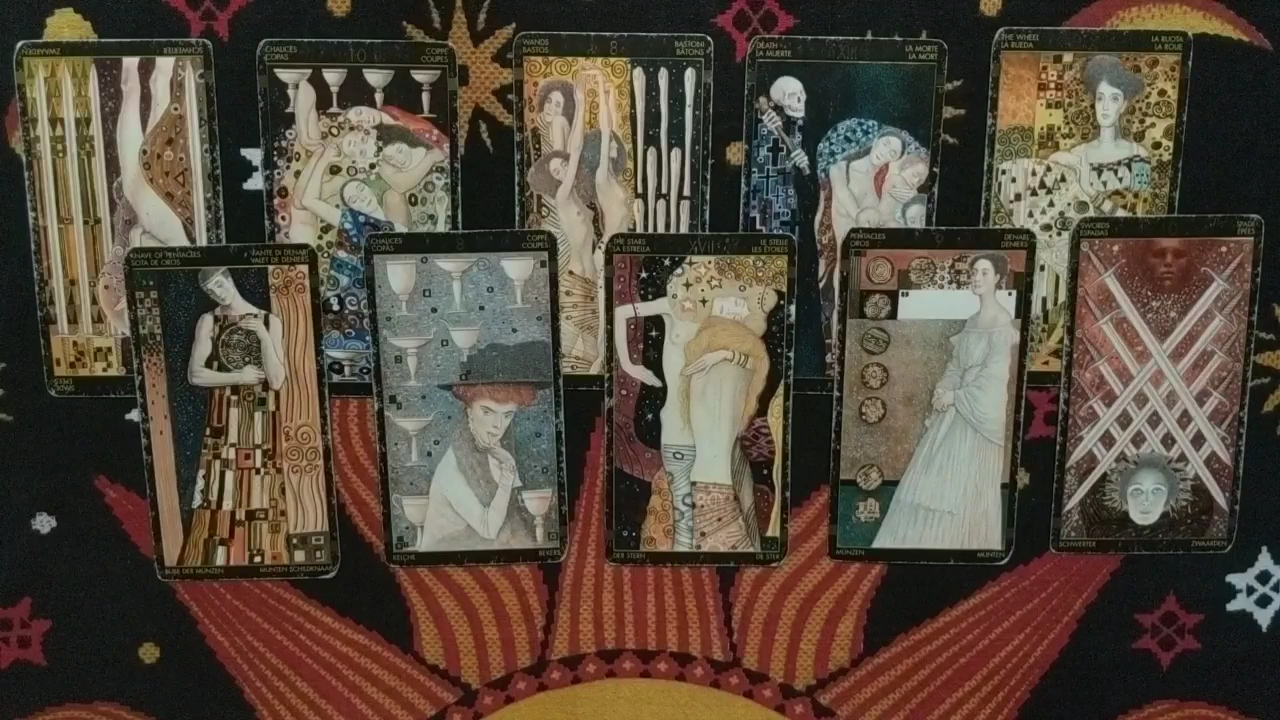 ZWAARDEN
SCHWERTER
SPADE
EPEES
CHALICES
COPAS
10
COPPE
COUPES
WANDS
BASTOS
8
BASTONI
BÂTONS
DEATH
LA MUERTE
XIII
LA MORTE
LA MORT
THE WHEEL
LA RUEDA
LA RUOTA
LA ROUE
KNAVE OF PENTACLES
SOTA DE OROS
FANTE DI DENARI
VALET DE DENIERS
BUBE DER MÜNZEN
MUNTEN SCHILDKNAAP
CHALICES
COPAS
8
COPPE
COUPES
KELCHE
BEKERS
THE STARS
LA ESTRELLA
XVII
LE STELLE
LES ÉTOILES
DER STERN
DE STER
PENTACLES
OROS
DENARI
DENIERS
MÜNZEN
MUNTEN
SWORDS
ESPADAS
SPADE
ÉPÉES
SCHWERTER
ZWAARDEN